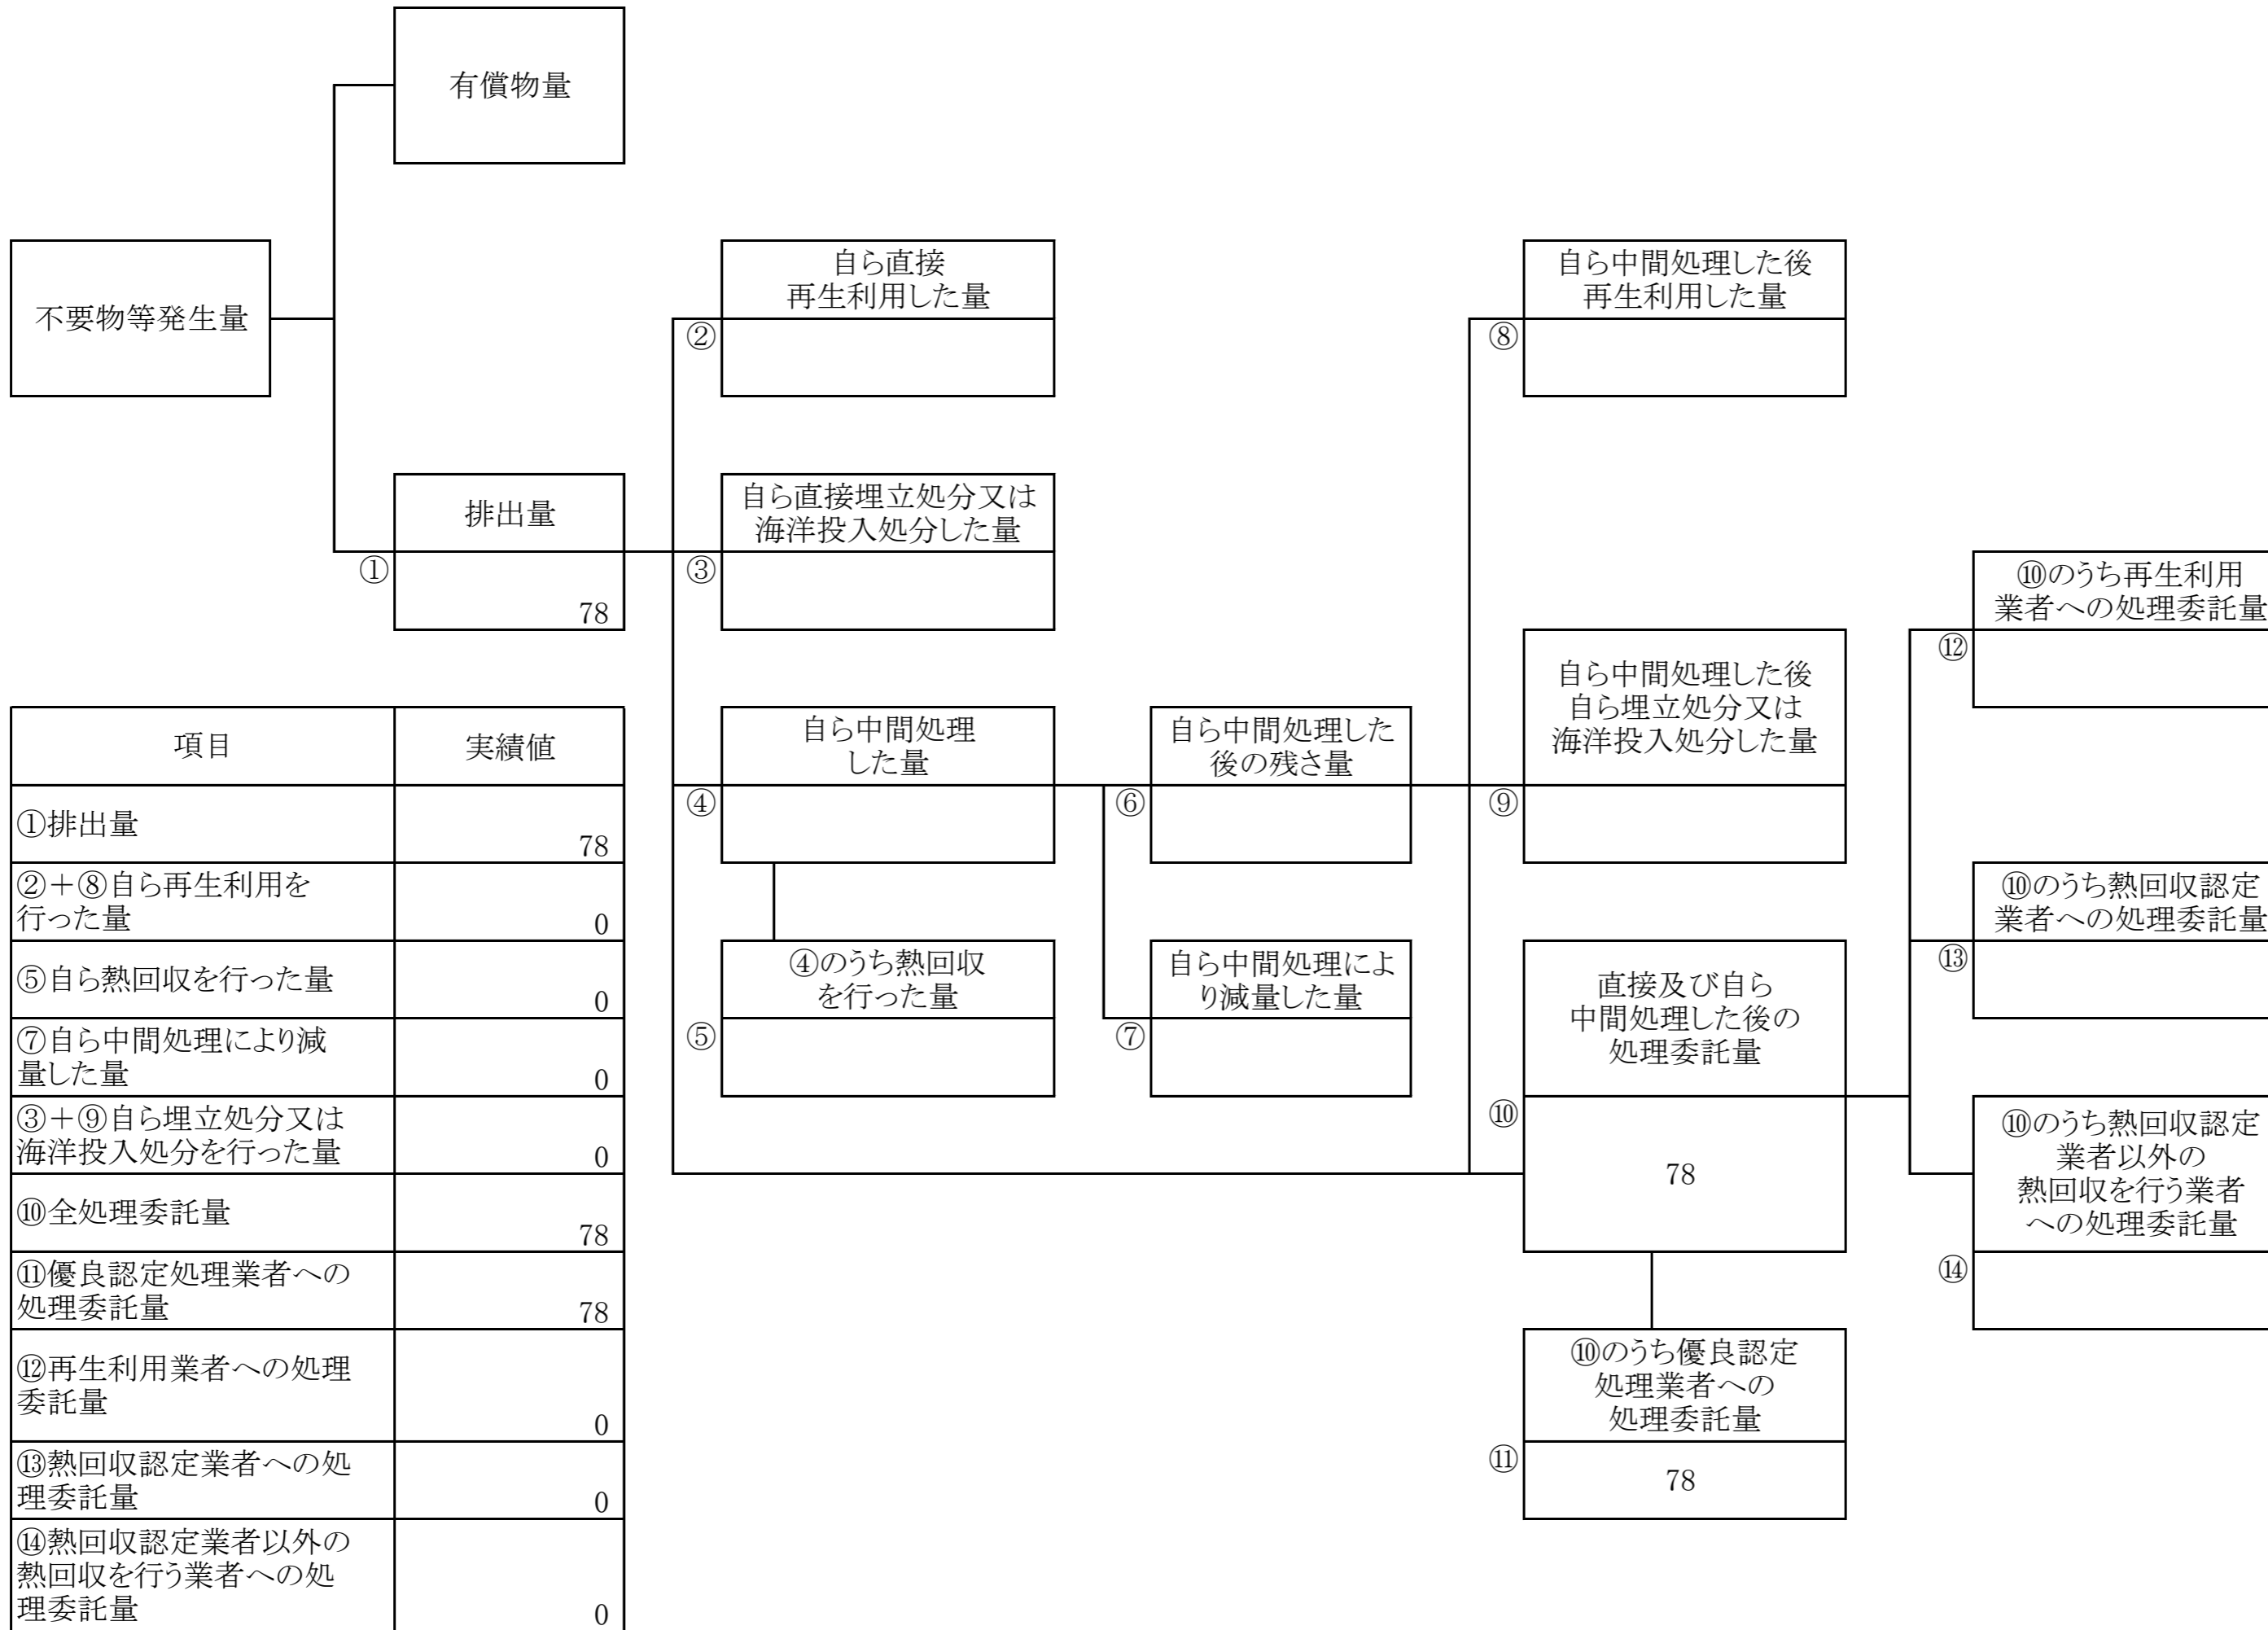 有償物量
不要物等発生量
自ら直接
再生利用した量
②
自ら中間処理した後
再生利用した量
⑧
排出量
①
78
自ら直接埋立処分又は
海洋投入処分した量
③
⑩のうち再生利用
業者への処理委託量
⑫
自ら中間処理した後
自ら埋立処分又は
海洋投入処分した量
⑨
自ら中間処理
した量
④
自ら中間処理した
後の残さ量
⑥
⑩のうち熱回収認定
業者への処理委託量
⑬
④のうち熱回収
を行った量
⑤
自ら中間処理によ
り減量した量
⑦
直接及び自ら
中間処理した後の
処理委託量
⑩
78
⑩のうち熱回収認定
業者以外の
熱回収を行う業者
への処理委託量
⑭
⑩のうち優良認定
処理業者への
処理委託量
⑪
78
項目
実績値
①排出量
78
②＋⑧自ら再生利用を
行った量
0
⑤自ら熱回収を行った量
0
⑦自ら中間処理により減
量した量
0
③＋⑨自ら埋立処分又は
海洋投入処分を行った量
0
⑩全処理委託量
78
⑪優良認定処理業者への
処理委託量
78
⑫再生利用業者への処理
委託量
0
⑬熱回収認定業者への処
理委託量
0
⑭熱回収認定業者以外の
熱回収を行う業者への処
理委託量
0